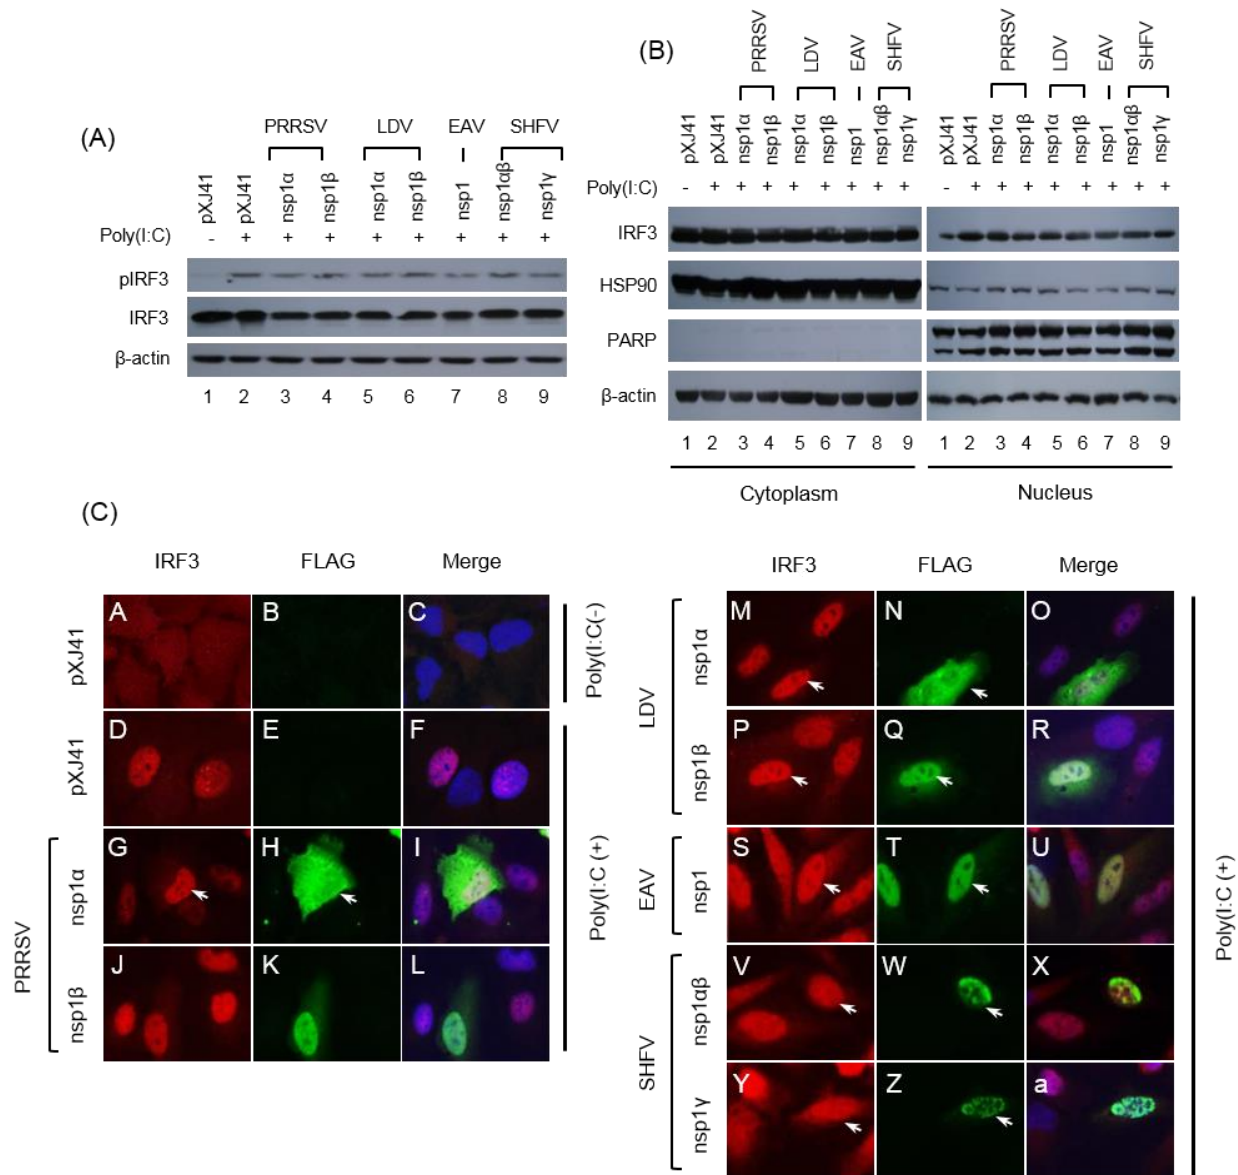 (A)
PRRSV LDV EAV SHFV
pXJ41 pXJ41 nsp1α nsp1β nsp1α nsp1β nsp1 nsp1αβ nsp1γ
Poly(I:C) - + + + + + + + +
pIRF3
IRF3
β-actin
1 2 3 4 5 6 7 8 9
(B)
PRRSV LDV EAV SHFV PRRSV LDV EAV SHFV
pXJ41 pXJ41 nsp1α nsp1β nsp1α nsp1β nsp1 nsp1αβ nsp1γ pXJ41 pXJ41 nsp1α nsp1β nsp1α nsp1β nsp1 nsp1αβ nsp1γ
Poly(I:C) - + + + + + + + + - + + + + + + + +
IRF3
HSP90
PARP
β-actin
1 2 3 4 5 6 7 8 9 1 2 3 4 5 6 7 8 9
Cytoplasm Nucleus
(C)
IRF3 FLAG Merge
pXJ41 A B C Poly(I:C(-)
pXJ41 D E F
PRRSV
nsp1α G H I
Poly(I:C (+)
nsp1β J K L
IRF3 FLAG Merge
LDV
nsp1α M N O
nsp1β P Q R
EAV
nsp1 S T U
Poly(I:C (+)
SHFV
nsp1αβ V W X
nsp1γ Y Z a